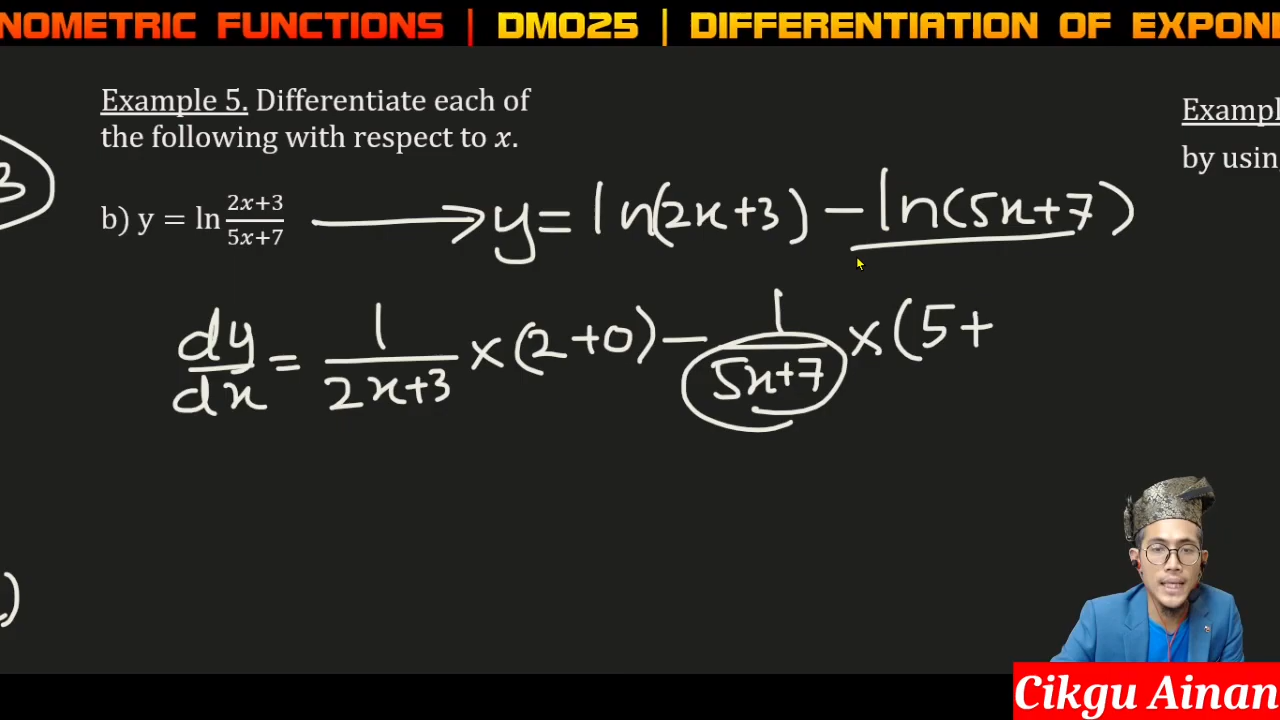 NOMETRIC FUNCTIONS | DM025 | DIFFERENTIATION OF EXPON
Example 5. Differentiate each of
the following with respect to x.
b) y = ln (2x+3)/(5x+7) → y = ln(2x+3) − ln(5x+7)
dy/dx = 1/(2x+3) × (2+0) − 1/(5x+7) × (5+
3
)
Exampl
by usin
Cikgu Ainan